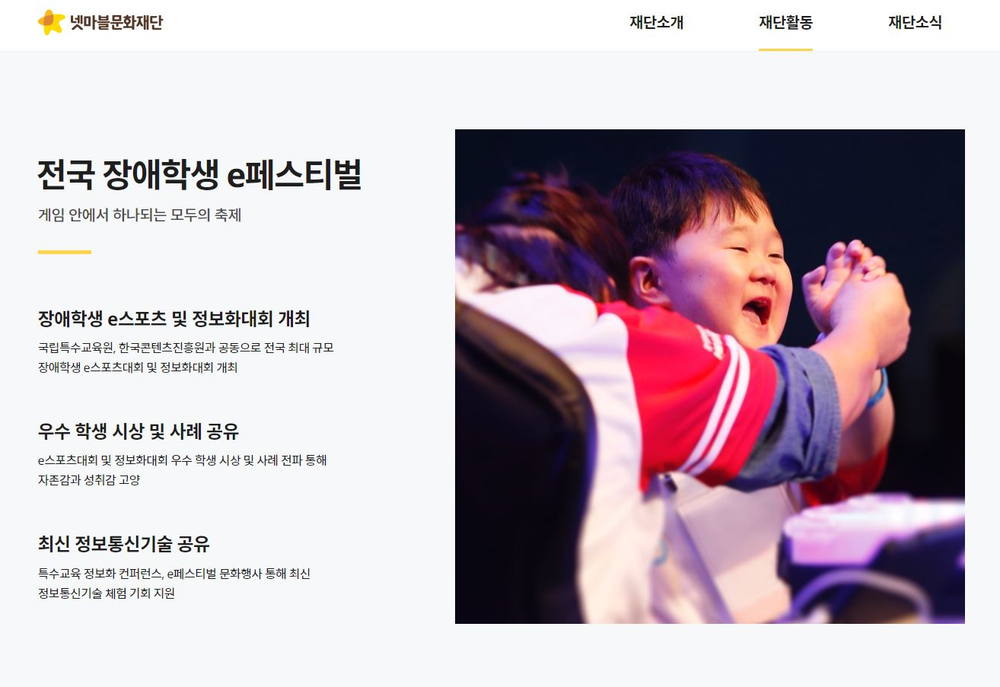 넷마블문화재단
재단소개
재단활동
재단소식
전국 장애학생 e페스티벌
게임 안에서 하나되는 모두의 축제
장애학생 e스포츠 및 정보화대회 개최
국립특수교육원, 한국콘텐츠진흥원과 공동으로 전국 최대 규모
장애학생 e스포츠대회 및 정보화대회 개최
우수 학생 시상 및 사례 공유
e스포츠대회 및 정보화대회 우수 학생 시상 및 사례 전파 통해
자존감과 성취감 고양
최신 정보통신기술 공유
특수교육 정보화 컨퍼런스, e페스티벌 문화행사 통해 최신
정보통신기술 체험 기회 지원